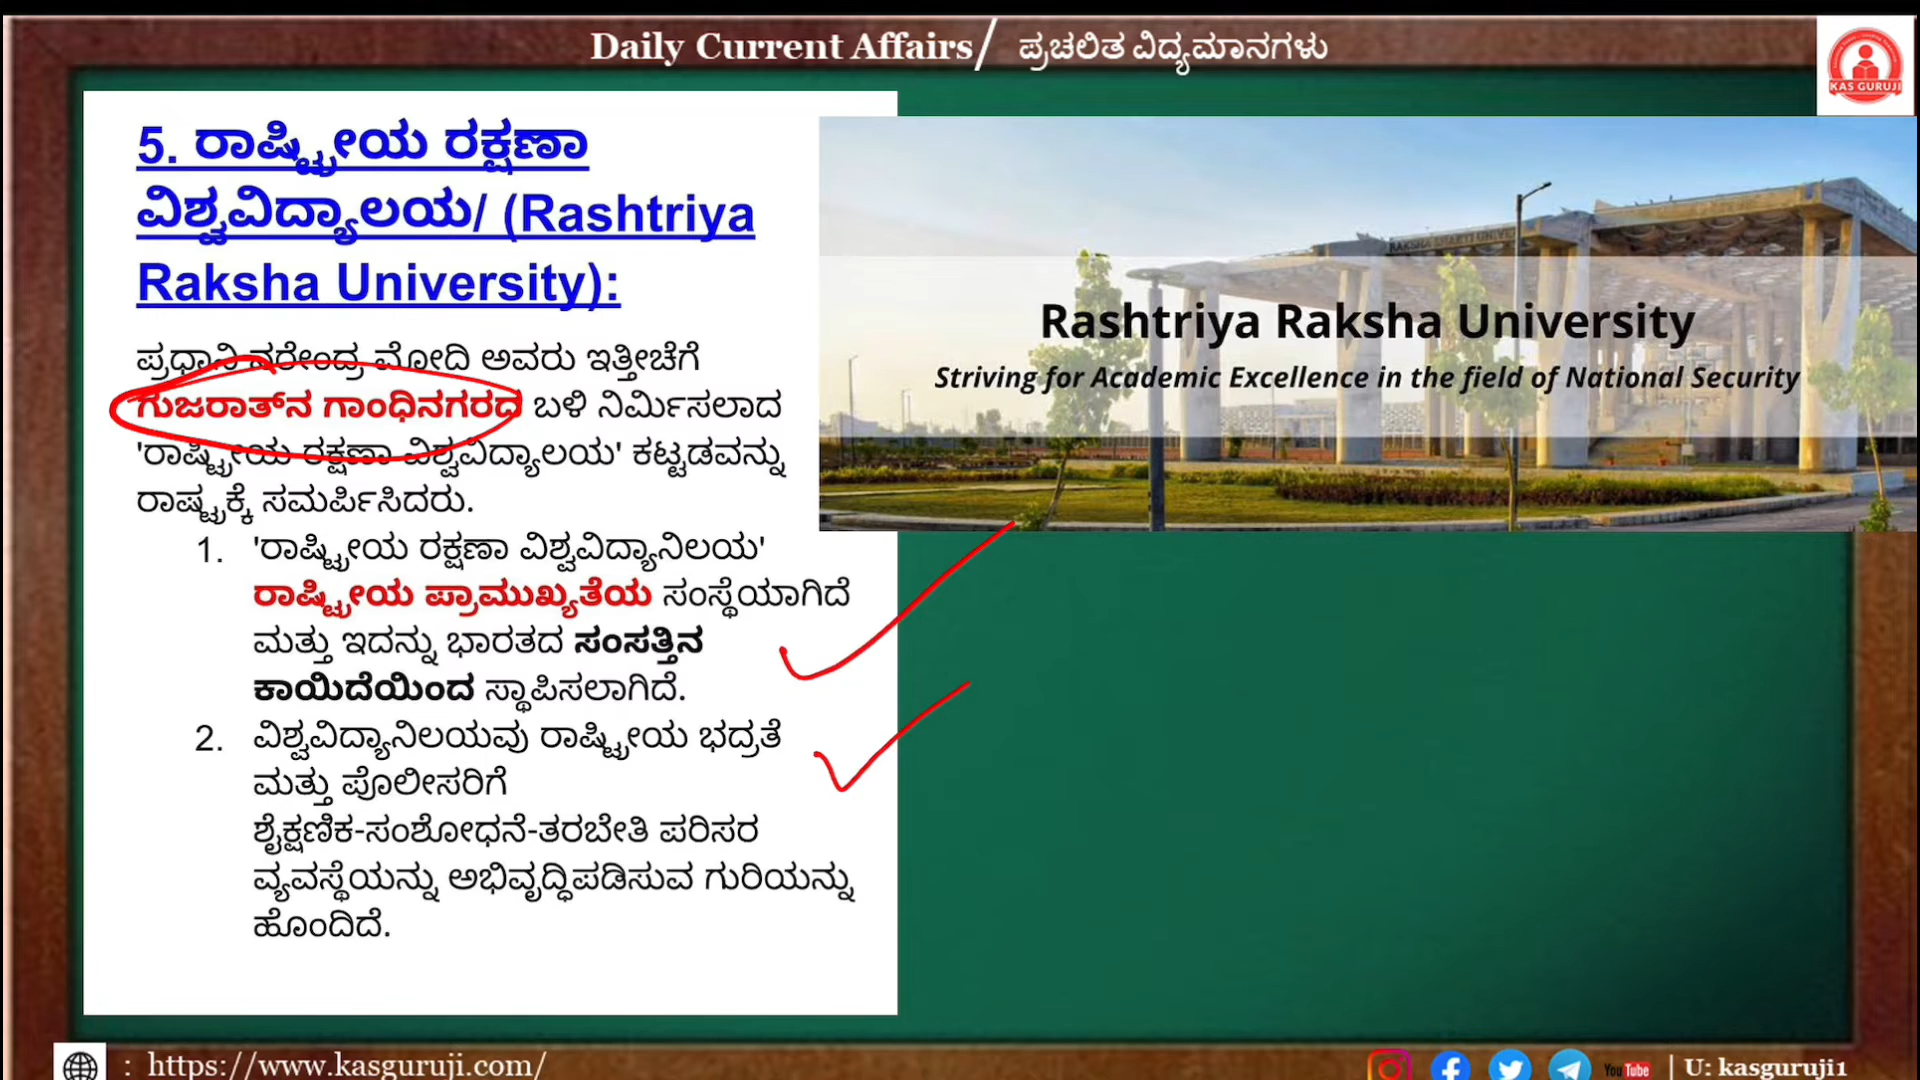 Daily Current Affairs/ ಪ್ರಚಲಿತ ವಿದ್ಯಮಾನಗಳು
KAS GURUJI
5. ರಾಷ್ಟ್ರೀಯ ರಕ್ಷಣಾ
ವಿಶ್ವವಿದ್ಯಾಲಯ/ (Rashtriya
Raksha University):
ಪ್ರಧಾನಿ ನರೇಂದ್ರ ಮೋದಿ ಅವರು ಇತ್ತೀಚೆಗೆ
ಗುಜರಾತ್‌ನ ಗಾಂಧಿನಗರದ ಬಳಿ ನಿರ್ಮಿಸಲಾದ
'ರಾಷ್ಟ್ರೀಯ ರಕ್ಷಣಾ ವಿಶ್ವವಿದ್ಯಾಲಯ' ಕಟ್ಟಡವನ್ನು
ರಾಷ್ಟ್ರಕ್ಕೆ ಸಮರ್ಪಿಸಿದರು.
1. 'ರಾಷ್ಟ್ರೀಯ ರಕ್ಷಣಾ ವಿಶ್ವವಿದ್ಯಾನಿಲಯ'
ರಾಷ್ಟ್ರೀಯ ಪ್ರಾಮುಖ್ಯತೆಯ ಸಂಸ್ಥೆಯಾಗಿದೆ
ಮತ್ತು ಇದನ್ನು ಭಾರತದ ಸಂಸತ್ತಿನ
ಕಾಯಿದೆಯಿಂದ ಸ್ಥಾಪಿಸಲಾಗಿದೆ.
2. ವಿಶ್ವವಿದ್ಯಾನಿಲಯವು ರಾಷ್ಟ್ರೀಯ ಭದ್ರತೆ
ಮತ್ತು ಪೊಲೀಸರಿಗೆ
ಶೈಕ್ಷಣಿಕ-ಸಂಶೋಧನೆ-ತರಬೇತಿ ಪರಿಸರ
ವ್ಯವಸ್ಥೆಯನ್ನು ಅಭಿವೃದ್ಧಿಪಡಿಸುವ ಗುರಿಯನ್ನು
ಹೊಂದಿದೆ.
RAKSHA SHAKTI UNIVE
Rashtriya Raksha University
Striving for Academic Excellence in the field of National Security
: https://www.kasguruji.com/
You Tube | U: kasguruji1